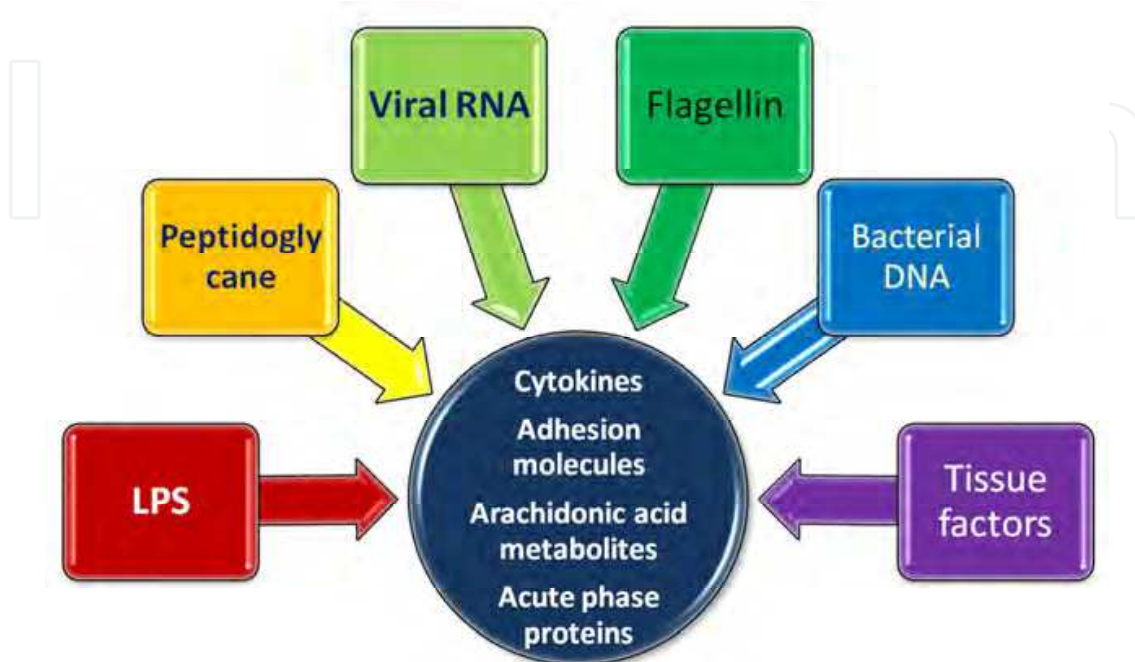 Viral RNA
Flagellin
Peptidogly
cane
Bacterial
DNA
LPS
Cytokines
Adhesion
molecules
Arachidonic acid
metabolites
Acute phase
proteins
Tissue
factors